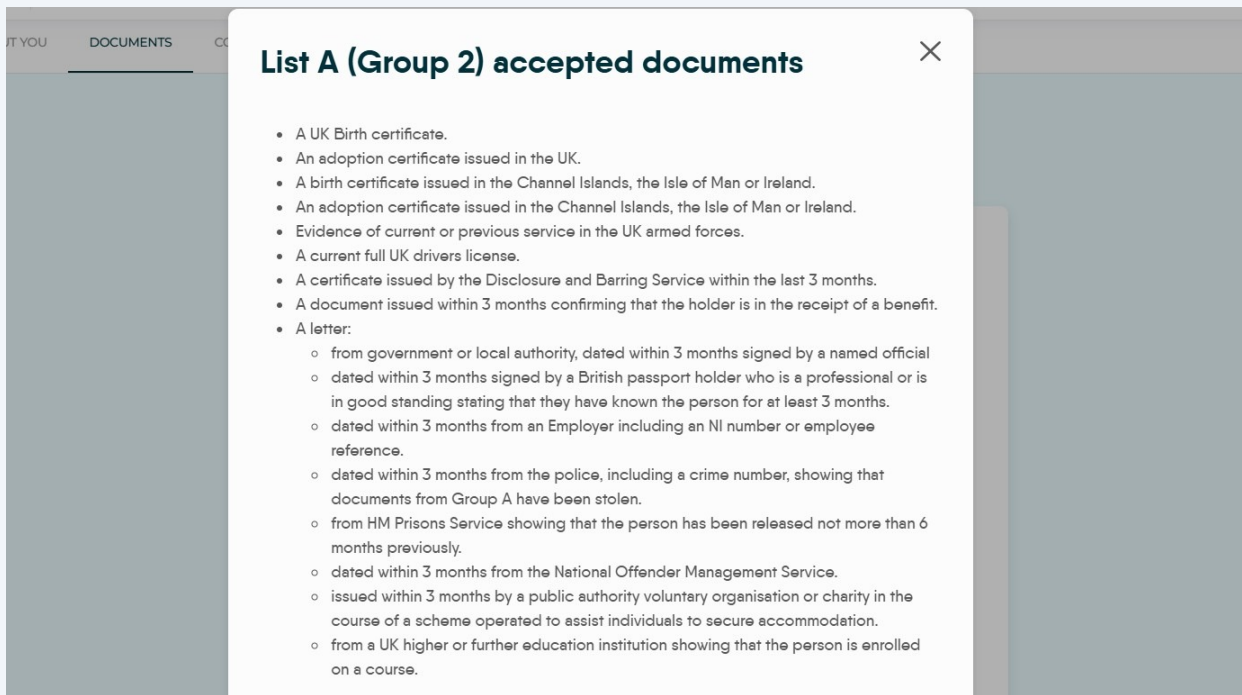 UT YOU
DOCUMENTS
CO
List A (Group 2) accepted documents
• A UK Birth certificate.
• An adoption certificate issued in the UK.
• A birth certificate issued in the Channel Islands, the Isle of Man or Ireland.
• An adoption certificate issued in the Channel Islands, the Isle of Man or Ireland.
• Evidence of current or previous service in the UK armed forces.
• A current full UK drivers license.
• A certificate issued by the Disclosure and Barring Service within the last 3 months.
• A document issued within 3 months confirming that the holder is in the receipt of a benefit.
• A letter:
◦ from government or local authority, dated within 3 months signed by a named official
◦ dated within 3 months signed by a British passport holder who is a professional or is
in good standing stating that they have known the person for at least 3 months.
◦ dated within 3 months from an Employer including an NI number or employee
reference.
◦ dated within 3 months from the police, including a crime number, showing that
documents from Group A have been stolen.
◦ from HM Prisons Service showing that the person has been released not more than 6
months previously.
◦ dated within 3 months from the National Offender Management Service.
◦ issued within 3 months by a public authority voluntary organisation or charity in the
course of a scheme operated to assist individuals to secure accommodation.
◦ from a UK higher or further education institution showing that the person is enrolled
on a course.